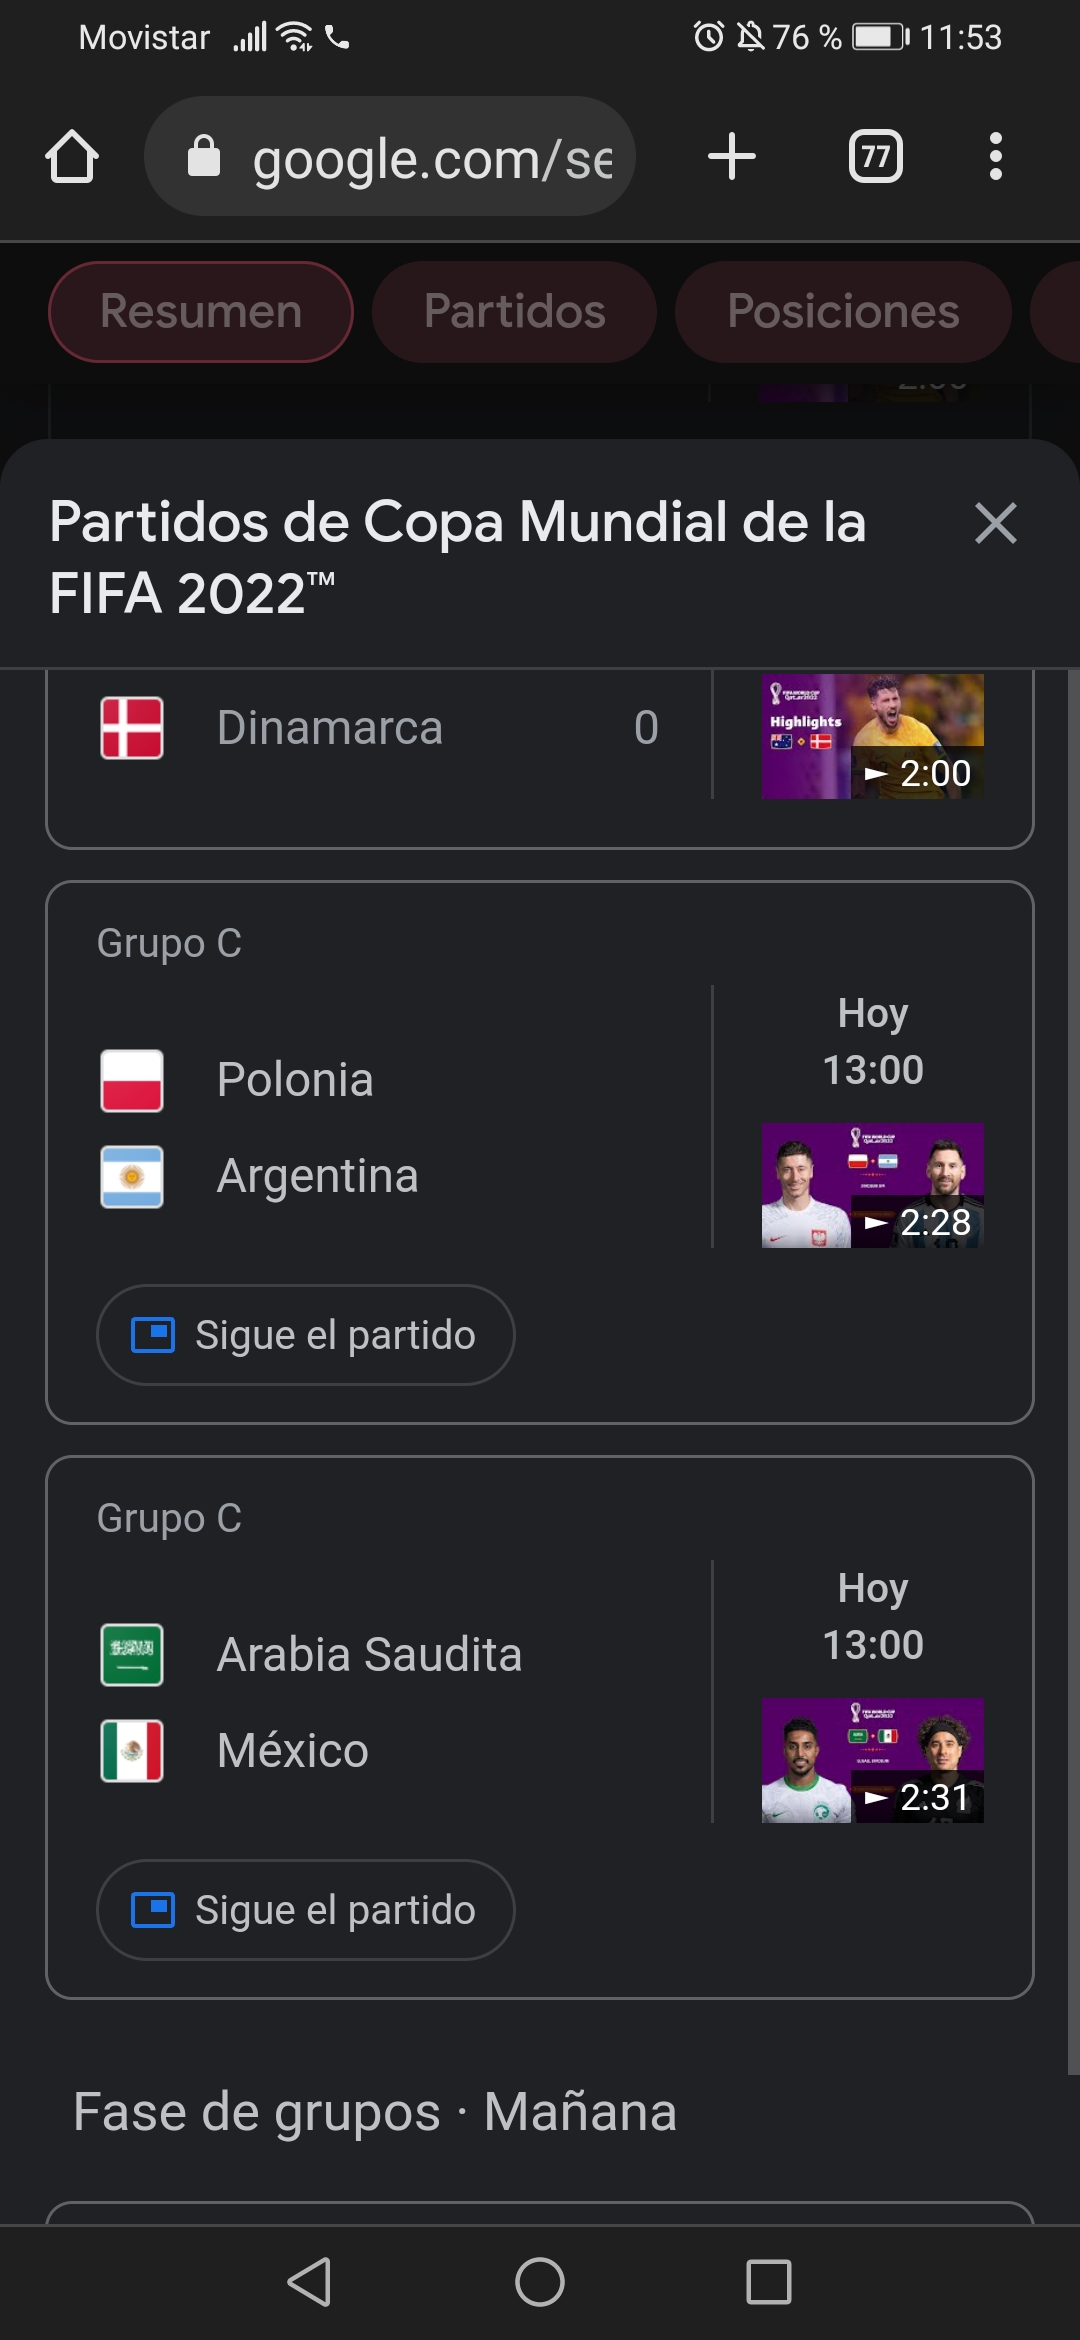 Movistar 76 % 11:53
google.com/se
77
Resumen Partidos Posiciones
Partidos de Copa Mundial de la
FIFA 2022™
Dinamarca 0
Highlights
2:00
Grupo C
Hoy
13:00
Polonia
Argentina
2:28
Sigue el partido
Grupo C
Hoy
13:00
Arabia Saudita
México
2:31
Sigue el partido
Fase de grupos · Mañana